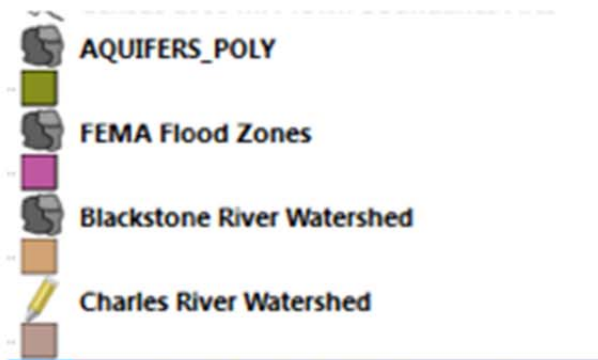 AQUIFERS_POLY
FEMA Flood Zones
Blackstone River Watershed
Charles River Watershed